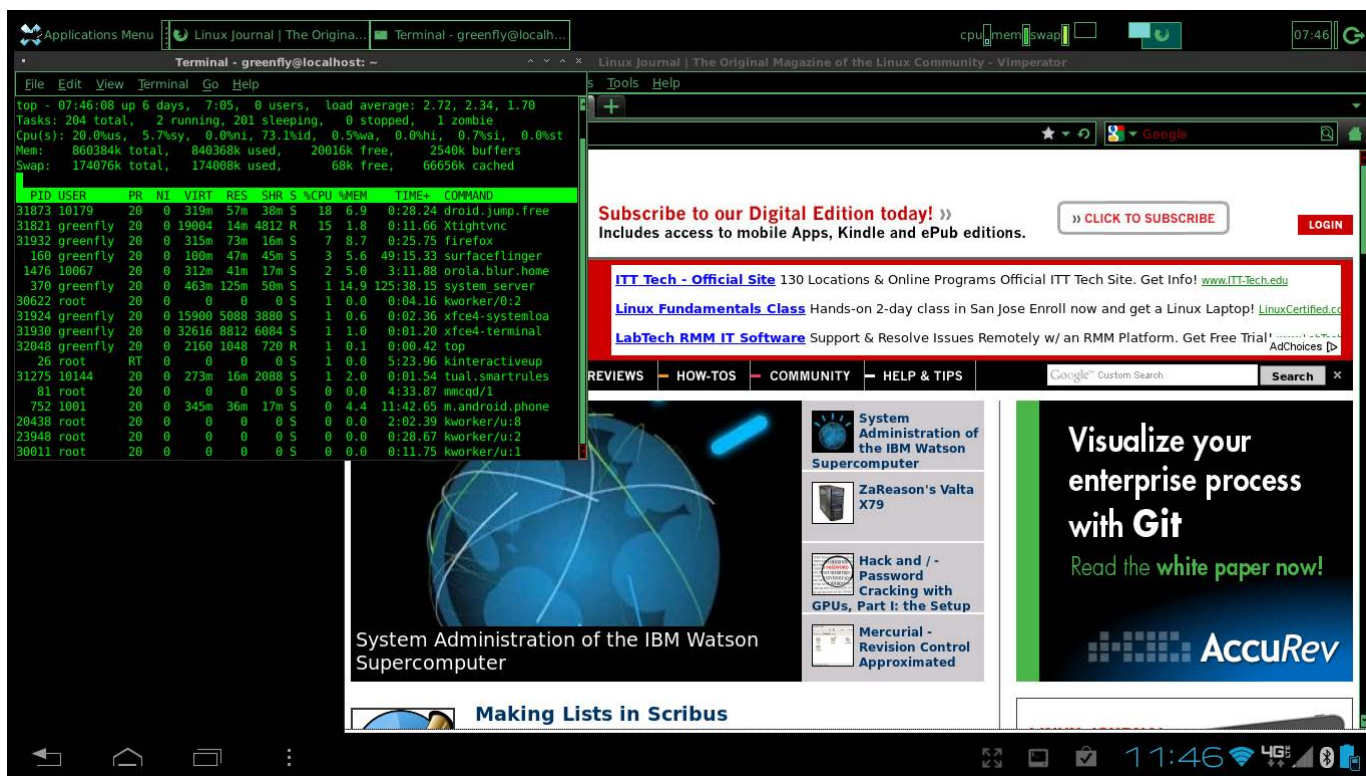 Applications Menu
Linux Journal | The Origina...
Terminal - greenfly@localh...
cpu mem swap
07:46
Terminal - greenfly@localhost: ~
File Edit View Terminal Go Help
top - 07:46:08 up 6 days, 7:05, 0 users, load average: 2.72, 2.34, 1.70
Tasks: 204 total, 2 running, 201 sleeping, 0 stopped, 1 zombie
Cpu(s): 20.0%us, 5.7%sy, 0.0%ni, 73.1%id, 0.5%wa, 0.0%hi, 0.7%si, 0.0%st
Mem: 860384k total, 840368k used, 20016k free, 2540k buffers
Swap: 174076k total, 174008k used, 68k free, 66656k cached
PID USER PR NI VIRT RES SHR S %CPU %MEM TIME+ COMMAND
31873 10179 20 0 319m 57m 38m S 18 6.9 0:28.24 droid.jump.free
31821 greenfly 20 0 19004 14m 4812 R 15 1.8 0:11.66 Xtightvnc
31932 greenfly 20 0 315m 73m 16m S 7 8.7 0:25.75 firefox
160 greenfly 20 0 100m 47m 45m S 3 5.6 49:15.33 surfaceflinger
1476 10067 20 0 312m 41m 17m S 2 5.0 3:11.88 orola.blur.home
370 greenfly 20 0 463m 125m 50m S 1 14.9 125:38.15 system_server
30622 root 20 0 0 0 0 S 1 0.0 0:04.16 kworker/0:2
31924 greenfly 20 0 15900 5088 3880 S 1 0.6 0:02.36 xfce4-systemloa
31930 greenfly 20 0 32616 8812 6084 S 1 1.0 0:01.20 xfce4-terminal
32048 greenfly 20 0 2160 1048 720 R 1 0.1 0:00.42 top
26 root RT 0 0 0 0 S 1 0.0 5:23.96 kinteractiveup
31275 10144 20 0 273m 16m 2088 S 1 2.0 0:01.54 tual.smartrules
81 root 20 0 0 0 0 S 0 0.0 4:33.87 mmcqd/1
752 1001 20 0 345m 36m 17m S 0 4.4 11:42.65 m.android.phone
20438 root 20 0 0 0 0 S 0 0.0 2:02.39 kworker/u:8
23948 root 20 0 0 0 0 S 0 0.0 0:28.67 kworker/u:2
30011 root 20 0 0 0 0 S 0 0.0 0:11.75 kworker/u:1
Linux Journal | The Original Magazine of the Linux Community - Vimperator
s Tools Help
Google
Subscribe to our Digital Edition today! »
Includes access to mobile Apps, Kindle and ePub editions.
» CLICK TO SUBSCRIBE
LOGIN
ITT Tech - Official Site 130 Locations & Online Programs Official ITT Tech Site. Get Info! www.ITT-Tech.edu
Linux Fundamentals Class Hands-on 2-day class in San Jose Enroll now and get a Linux Laptop! LinuxCertified.co
LabTech RMM IT Software Support & Resolve Issues Remotely w/ an RMM Platform. Get Free Trial!
AdChoices
REVIEWS HOW-TOS COMMUNITY HELP & TIPS
Google™ Custom Search
Search ×
System Administration of the IBM Watson
Supercomputer
System
Administration of
the IBM Watson
Supercomputer
ZaReason's Valta
X79
Hack and / -
Password
Cracking with
GPUs, Part I: the Setup
Mercurial -
Revision Control
Approximated
Visualize your
enterprise process
with Git
Read the white paper now!
AccuRev
Making Lists in Scribus
11:46
4G